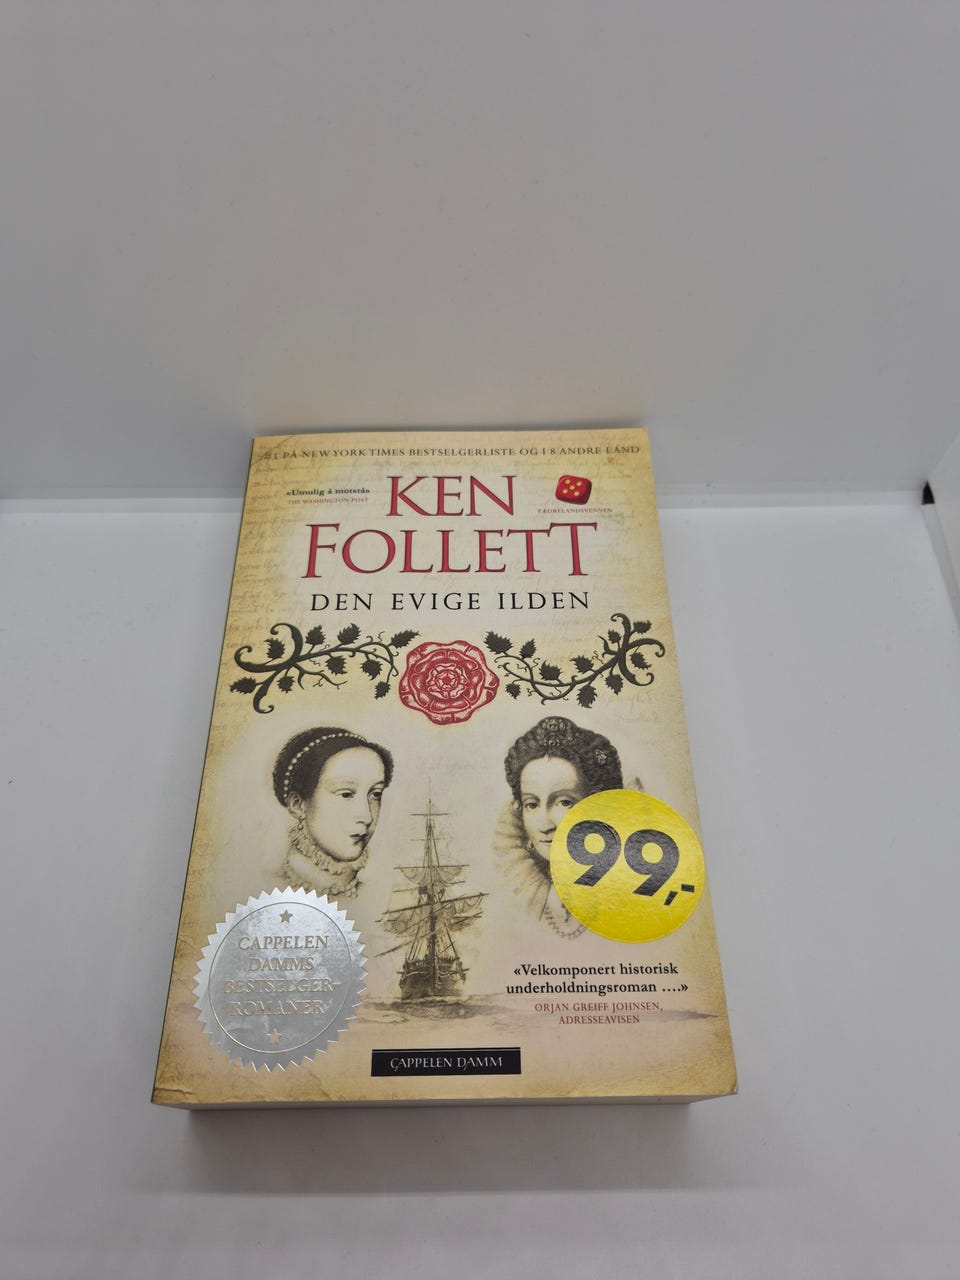 #1 PÅ NEW YORK TIMES BESTSELGERLISTE OG I 8 ANDRE LAND
«Umulig å motstå»
THE WASHINGTON POST
KEN
FOLLETT
FÆDRELANDSVENNEN
DEN EVIGE ILDEN
99,-
CAPPELEN
DAMMS
BESTSELGER-
ROMANER
«Velkomponert historisk
underholdningsroman ....»
ØRJAN GREIFF JOHNSEN,
ADRESSEAVISEN
CAPPELEN DAMM